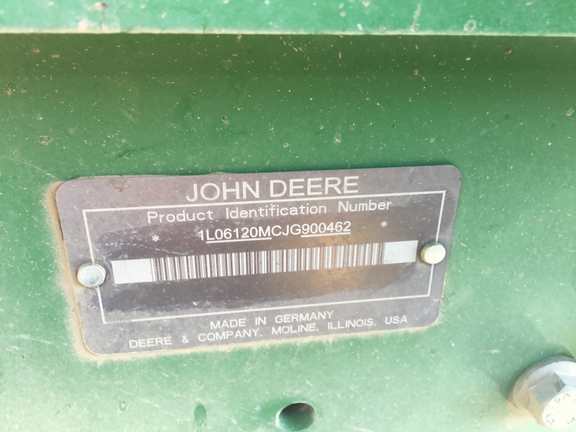 JOHN DEERE
Product Identification Number
* 1L06120MCJG900462 *
MADE IN GERMANY
DEERE & COMPANY, MOLINE, ILLINOIS, USA